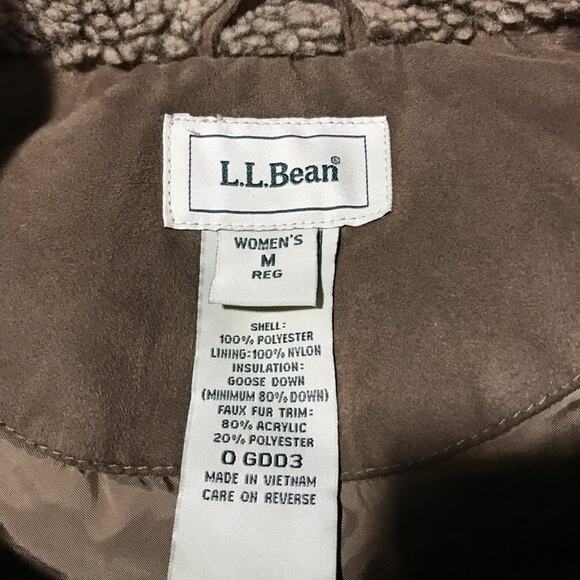 L.L.Bean®
WOMEN'S
M
REG
SHELL:
100% POLYESTER
LINING:100% NYLON
INSULATION:
GOOSE DOWN
(MINIMUM 80% DOWN)
FAUX FUR TRIM:
80% ACRYLIC
20% POLYESTER
0 GDD3
MADE IN VIETNAM
CARE ON REVERSE